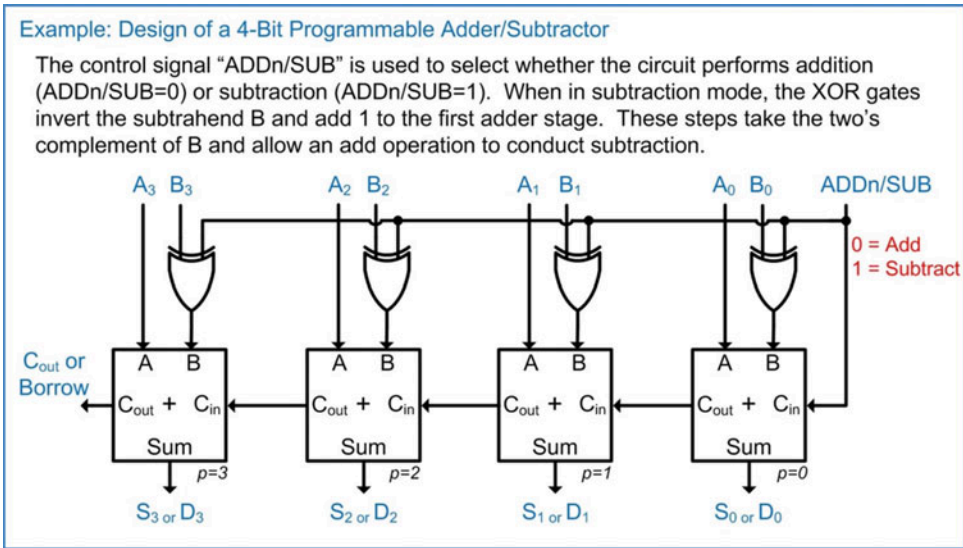 Example: Design of a 4-Bit Programmable Adder/Subtractor
The control signal “ADDn/SUB” is used to select whether the circuit performs addition
(ADDn/SUB=0) or subtraction (ADDn/SUB=1). When in subtraction mode, the XOR gates
invert the subtrahend B and add 1 to the first adder stage. These steps take the two’s
complement of B and allow an add operation to conduct subtraction.
A₃ B₃ A₂ B₂ A₁ B₁ A₀ B₀ ADDn/SUB
0 = Add
1 = Subtract
A B A B A B A B
Cout or
Borrow
Cout + Cin Cout + Cin Cout + Cin Cout + Cin
Sum Sum Sum Sum
p=3 p=2 p=1 p=0
S₃ or D₃ S₂ or D₂ S₁ or D₁ S₀ or D₀